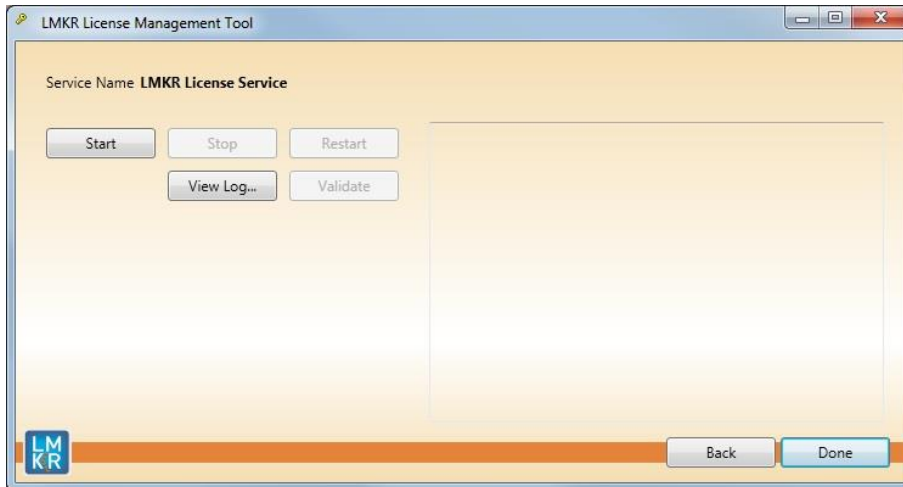 LMKR License Management Tool
Service Name LMKR License Service
Start Stop Restart
View Log... Validate
LM
KR
Back Done